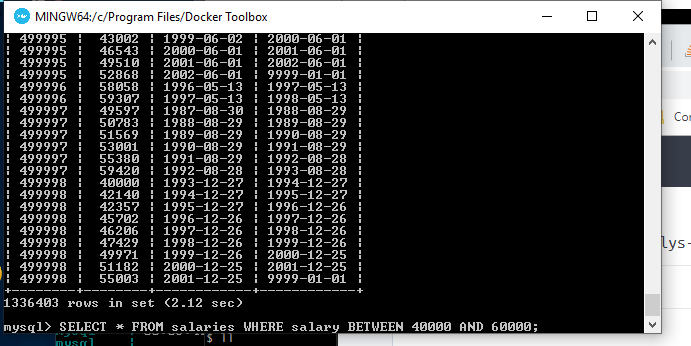 MINGW64:/c/Program Files/Docker Toolbox
| 499995 | 43002 | 1999-06-02 | 2000-06-01 |
| 499995 | 46543 | 2000-06-01 | 2001-06-01 |
| 499995 | 49510 | 2001-06-01 | 2002-06-01 |
| 499995 | 52868 | 2002-06-01 | 9999-01-01 |
| 499996 | 58058 | 1996-05-13 | 1997-05-13 |
| 499996 | 59307 | 1997-05-13 | 1998-05-13 |
| 499997 | 49597 | 1987-08-30 | 1988-08-29 |
| 499997 | 50783 | 1988-08-29 | 1989-08-29 |
| 499997 | 51569 | 1989-08-29 | 1990-08-29 |
| 499997 | 53001 | 1990-08-29 | 1991-08-29 |
| 499997 | 55380 | 1991-08-29 | 1992-08-28 |
| 499997 | 59420 | 1992-08-28 | 1993-08-28 |
| 499998 | 40000 | 1993-12-27 | 1994-12-27 |
| 499998 | 42140 | 1994-12-27 | 1995-12-27 |
| 499998 | 42357 | 1995-12-27 | 1996-12-26 |
| 499998 | 45702 | 1996-12-26 | 1997-12-26 |
| 499998 | 46206 | 1997-12-26 | 1998-12-26 |
| 499998 | 47429 | 1998-12-26 | 1999-12-26 |
| 499998 | 49971 | 1999-12-26 | 2000-12-25 |
| 499998 | 51182 | 2000-12-25 | 2001-12-25 |
| 499998 | 55003 | 2001-12-25 | 9999-01-01 |
+--------+--------+------------+------------+
1336403 rows in set (2.12 sec)
mysql> SELECT * FROM salaries WHERE salary BETWEEN 40000 AND 60000;
Cor
lys-
mysql
$ ll